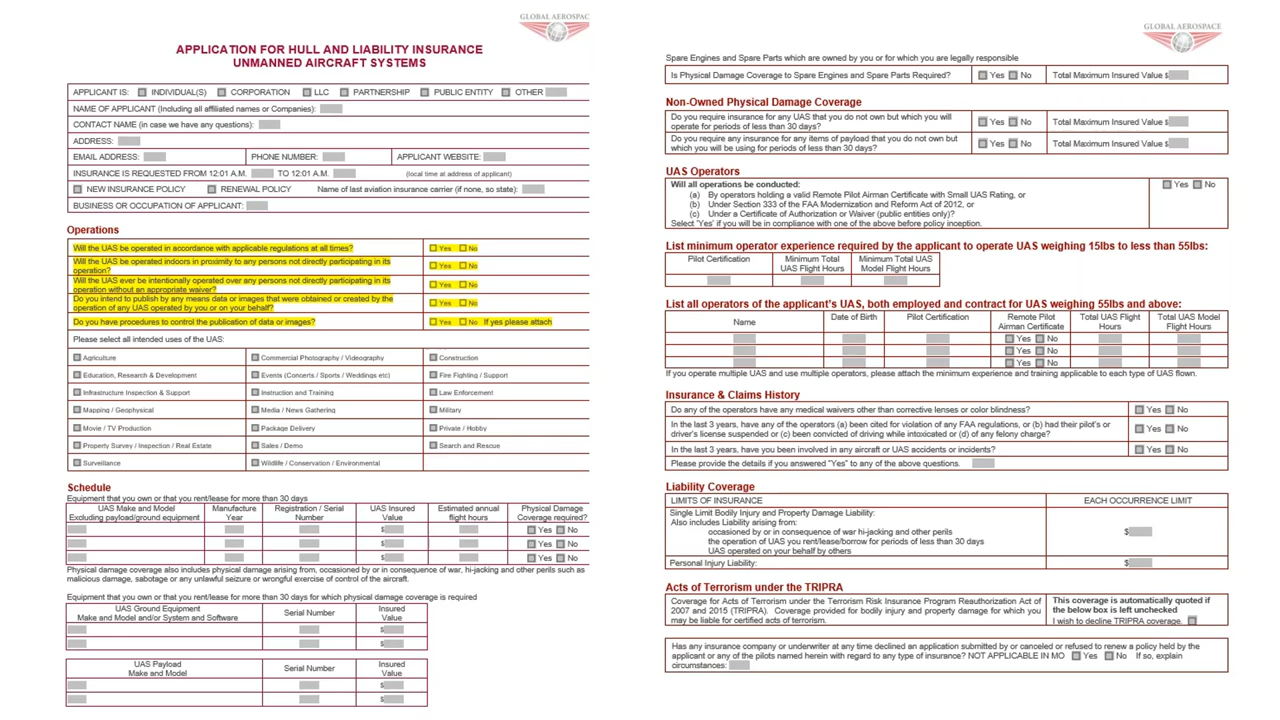 GLOBAL AEROSPAC
APPLICATION FOR HULL AND LIABILITY INSURANCE
UNMANNED AIRCRAFT SYSTEMS
APPLICANT IS: INDIVIDUAL(S) CORPORATION LLC PARTNERSHIP PUBLIC ENTITY OTHER
NAME OF APPLICANT (Including all affiliated names or Companies):
CONTACT NAME (in case we have any questions):
ADDRESS:
EMAIL ADDRESS: PHONE NUMBER: APPLICANT WEBSITE:
INSURANCE IS REQUESTED FROM 12:01 A.M. TO 12:01 A.M. (local time at address of applicant)
NEW INSURANCE POLICY RENEWAL POLICY Name of last aviation insurance carrier (if none, so state):
BUSINESS OR OCCUPATION OF APPLICANT:
Operations
Will the UAS be operated in accordance with applicable regulations at all times? Yes No
Will the UAS be operated indoors in proximity to any persons not directly participating in its
operation? Yes No
Will the UAS ever be intentionally operated over any persons not directly participating in its
operation without an appropriate waiver? Yes No
Do you intend to publish by any means data or images that were obtained or created by the
operation of any UAS operated by you or on your behalf? Yes No
Do you have procedures to control the publication of data or images? Yes No If yes please attach
Please select all intended uses of the UAS:
Agriculture Commercial Photography / Videography Construction
Education, Research & Development Events (Concerts / Sports / Weddings etc) Fire Fighting / Support
Infrastructure Inspection & Support Instruction and Training Law Enforcement
Mapping / Geophysical Media / News Gathering Military
Movie / TV Production Package Delivery Private / Hobby
Property Survey / Inspection / Real Estate Sales / Demo Search and Rescue
Surveillance Wildlife / Conservation / Environmental
Schedule
Equipment that you own or that you rent/lease for more than 30 days
UAS Make and Model Manufacture Registration / Serial UAS Insured Estimated annual Physical Damage
Excluding payload/ground equipment Year Number Value flight hours Coverage required?
$ Yes No
$ Yes No
$ Yes No
Physical damage coverage also includes physical damage arising from, occasioned by or in consequence of war, hi-jacking and other perils such as
malicious damage, sabotage or any unlawful seizure or wrongful exercise of control of the aircraft.
Equipment that you own or that you rent/lease for more than 30 days for which physical damage coverage is required
UAS Ground Equipment Serial Number Insured
Make and Model and/or System and Software Value
$
$
UAS Payload Serial Number Insured
Make and Model Value
$
$
GLOBAL AEROSPACE
Spare Engines and Spare Parts which are owned by you or for which you are legally responsible
Is Physical Damage Coverage to Spare Engines and Spare Parts Required? Yes No Total Maximum Insured Value $
Non-Owned Physical Damage Coverage
Do you require insurance for any UAS that you do not own but which you will
operate for periods of less than 30 days? Yes No Total Maximum Insured Value $
Do you require any insurance for any items of payload that you do not own but
which you will be using for periods of less than 30 days? Yes No Total Maximum Insured Value $
UAS Operators
Will all operations be conducted: Yes No
(a) By operators holding a valid Remote Pilot Airman Certificate with Small UAS Rating, or
(b) Under Section 333 of the FAA Modernization and Reform Act of 2012, or
(c) Under a Certificate of Authorization or Waiver (public entities only)?
Select 'Yes' if you will be in compliance with one of the above before policy inception.
List minimum operator experience required by the applicant to operate UAS weighing 15lbs to less than 55lbs:
Pilot Certification Minimum Total Minimum Total UAS
UAS Flight Hours Model Flight Hours
List all operators of the applicant's UAS, both employed and contract for UAS weighing 55lbs and above:
Name Date of Birth Pilot Certification Remote Pilot Total UAS Flight Total UAS Model
Airman Certificate Hours Flight Hours
Yes No
Yes No
Yes No
If you operate multiple UAS and use multiple operators, please attach the minimum experience and training applicable to each type of UAS flown.
Insurance & Claims History
Do any of the operators have any medical waivers other than corrective lenses or color blindness? Yes No
In the last 3 years, have any of the operators (a) been cited for violation of any FAA regulations, or (b) had their pilot's or
driver's license suspended or (c) been convicted of driving while intoxicated or (d) of any felony charge? Yes No
In the last 3 years, have you been involved in any aircraft or UAS accidents or incidents? Yes No
Please provide the details if you answered "Yes" to any of the above questions.
Liability Coverage
LIMITS OF INSURANCE EACH OCCURRENCE LIMIT
Single Limit Bodily Injury and Property Damage Liability:
Also includes Liability arising from:
occasioned by or in consequence of war hi-jacking and other perils $
the operation of UAS you rent/lease/borrow for periods of less than 30 days
UAS operated on your behalf by others
Personal Injury Liability: $
Acts of Terrorism under the TRIPRA
Coverage for Acts of Terrorism under the Terrorism Risk Insurance Program Reauthorization Act of
2007 and 2015 (TRIPRA). Coverage provided for bodily injury and property damage for which you
may be liable for certified acts of terrorism.
This coverage is automatically quoted if
the below box is left unchecked
I wish to decline TRIPRA coverage.
Has any insurance company or underwriter at any time declined an application submitted by or canceled or refused to renew a policy held by the
applicant or any of the pilots named herein with regard to any type of insurance? NOT APPLICABLE IN MO Yes No If so, explain
circumstances: